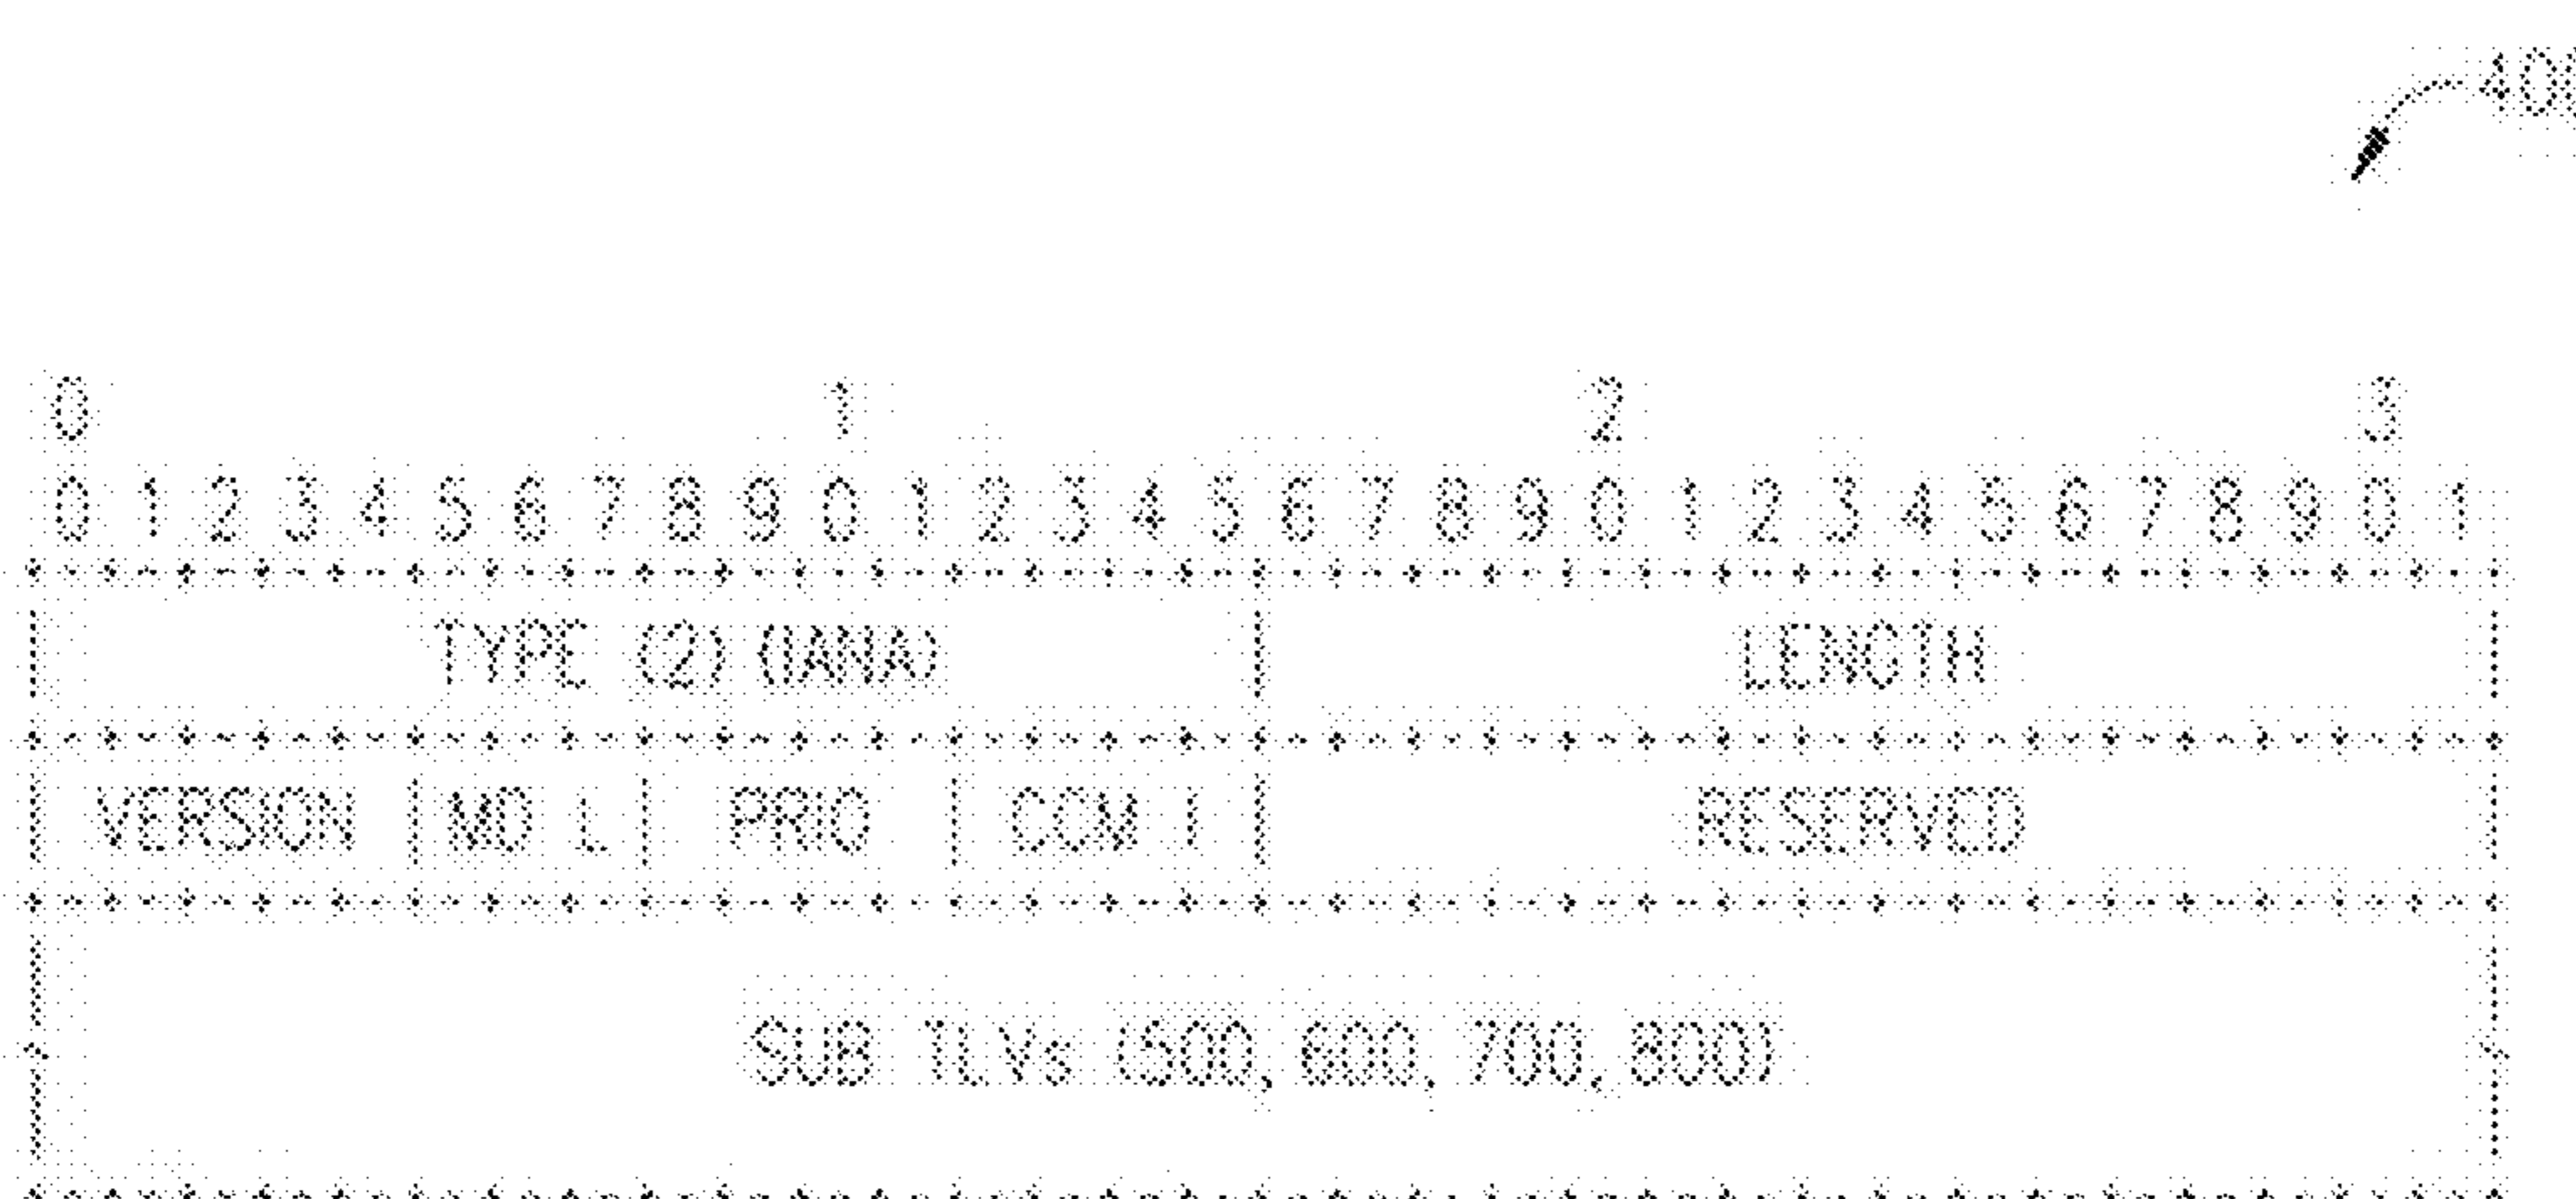 0 1 2 3
0 1 2 3 4 5 6 7 8 9 0 1 2 3 4 5 6 7 8 9 0 1 2 3 4 5 6 7 8 9 0 1
TYPE (2) (IANA) LENGTH
VERSION MD L PRIO CCM I RESERVED
SUB TLVs (500, 600, 700, 800)